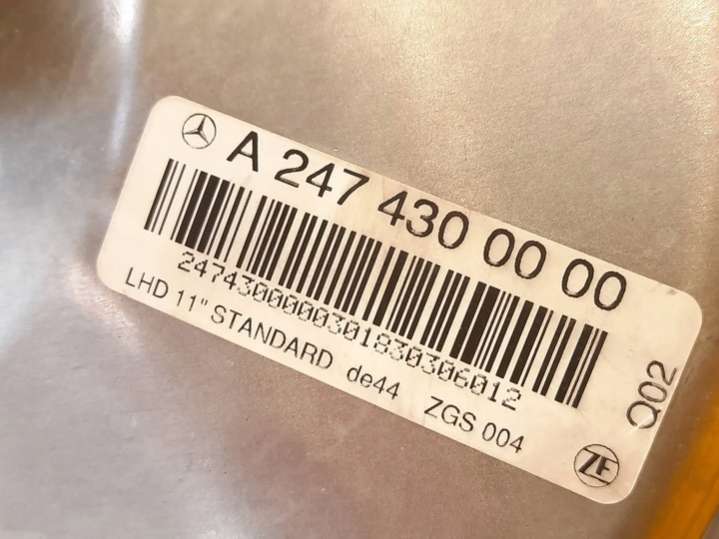 A 247 430 00 00
2474300000301830306012
LHD 11" STANDARD de44 ZGS 004
Q02
ZF